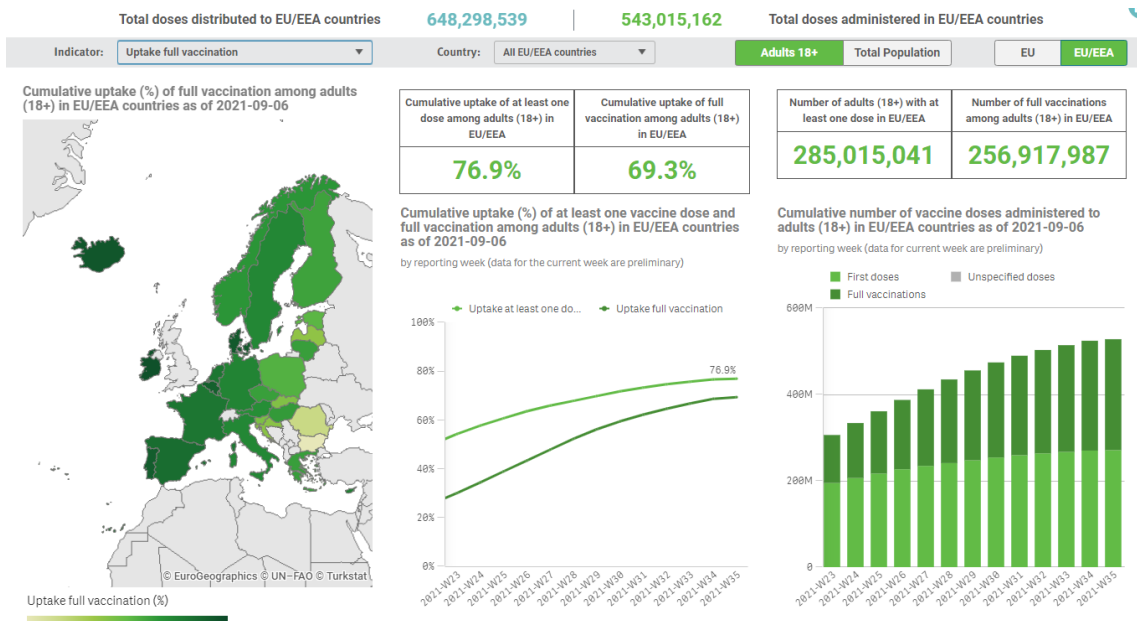 Total doses distributed to EU/EEA countries
648,298,539
543,015,162
Total doses administered in EU/EEA countries
Indicator:
Uptake full vaccination
Country:
All EU/EEA countries
Adults 18+
Total Population
EU
EU/EEA
Cumulative uptake (%) of full vaccination among adults
(18+) in EU/EEA countries as of 2021-09-06
© EuroGeographics © UN-FAO © Turkstat
Uptake full vaccination (%)
Cumulative uptake of at least one
dose among adults (18+) in
EU/EEA
76.9%
Cumulative uptake of full
vaccination among adults (18+)
in EU/EEA
69.3%
Cumulative uptake (%) of at least one vaccine dose and
full vaccination among adults (18+) in EU/EEA countries
as of 2021-09-06
by reporting week (data for the current week are preliminary)
Uptake at least one do...
Uptake full vaccination
100%
80%
60%
40%
20%
0%
76.9%
2021-W23
2021-W24
2021-W25
2021-W26
2021-W27
2021-W28
2021-W29
2021-W30
2021-W31
2021-W32
2021-W33
2021-W34
2021-W35
Number of adults (18+) with at
least one dose in EU/EEA
285,015,041
Number of full vaccinations
among adults (18+) in EU/EEA
256,917,987
Cumulative number of vaccine doses administered to
adults (18+) in EU/EEA countries as of 2021-09-06
by reporting week (data for current week are preliminary)
First doses
Unspecified doses
Full vaccinations
600M
400M
200M
0
2021-W23
2021-W24
2021-W25
2021-W26
2021-W27
2021-W28
2021-W29
2021-W30
2021-W31
2021-W32
2021-W33
2021-W34
2021-W35